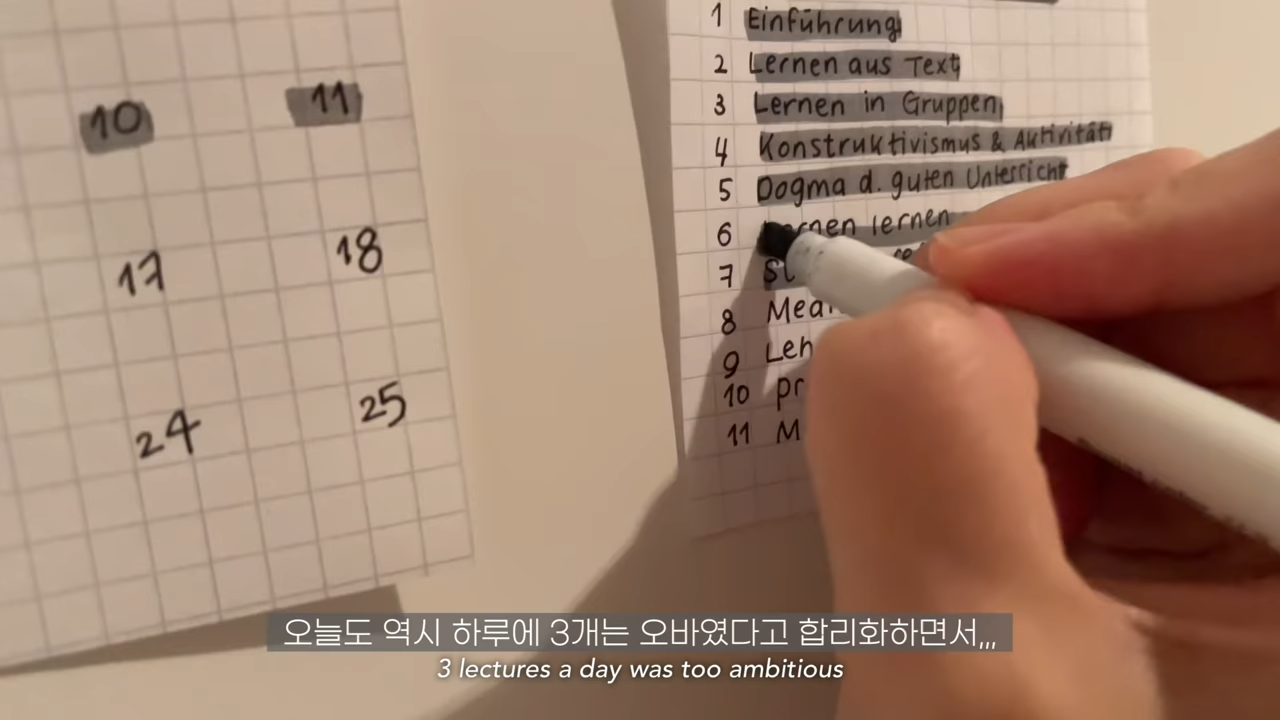 10 11
17 18
24 25
1 Einführung
2 Lernen aus Text
3 Lernen in Gruppen
4 Konstruktivismus & Aktivität
5 Dogma d. guten Unterricht
6 lernen
7
8
9
10
11
오늘도 역시 하루에 3개는 오바였다고 합리화하면서,,,
3 lectures a day was too ambitious